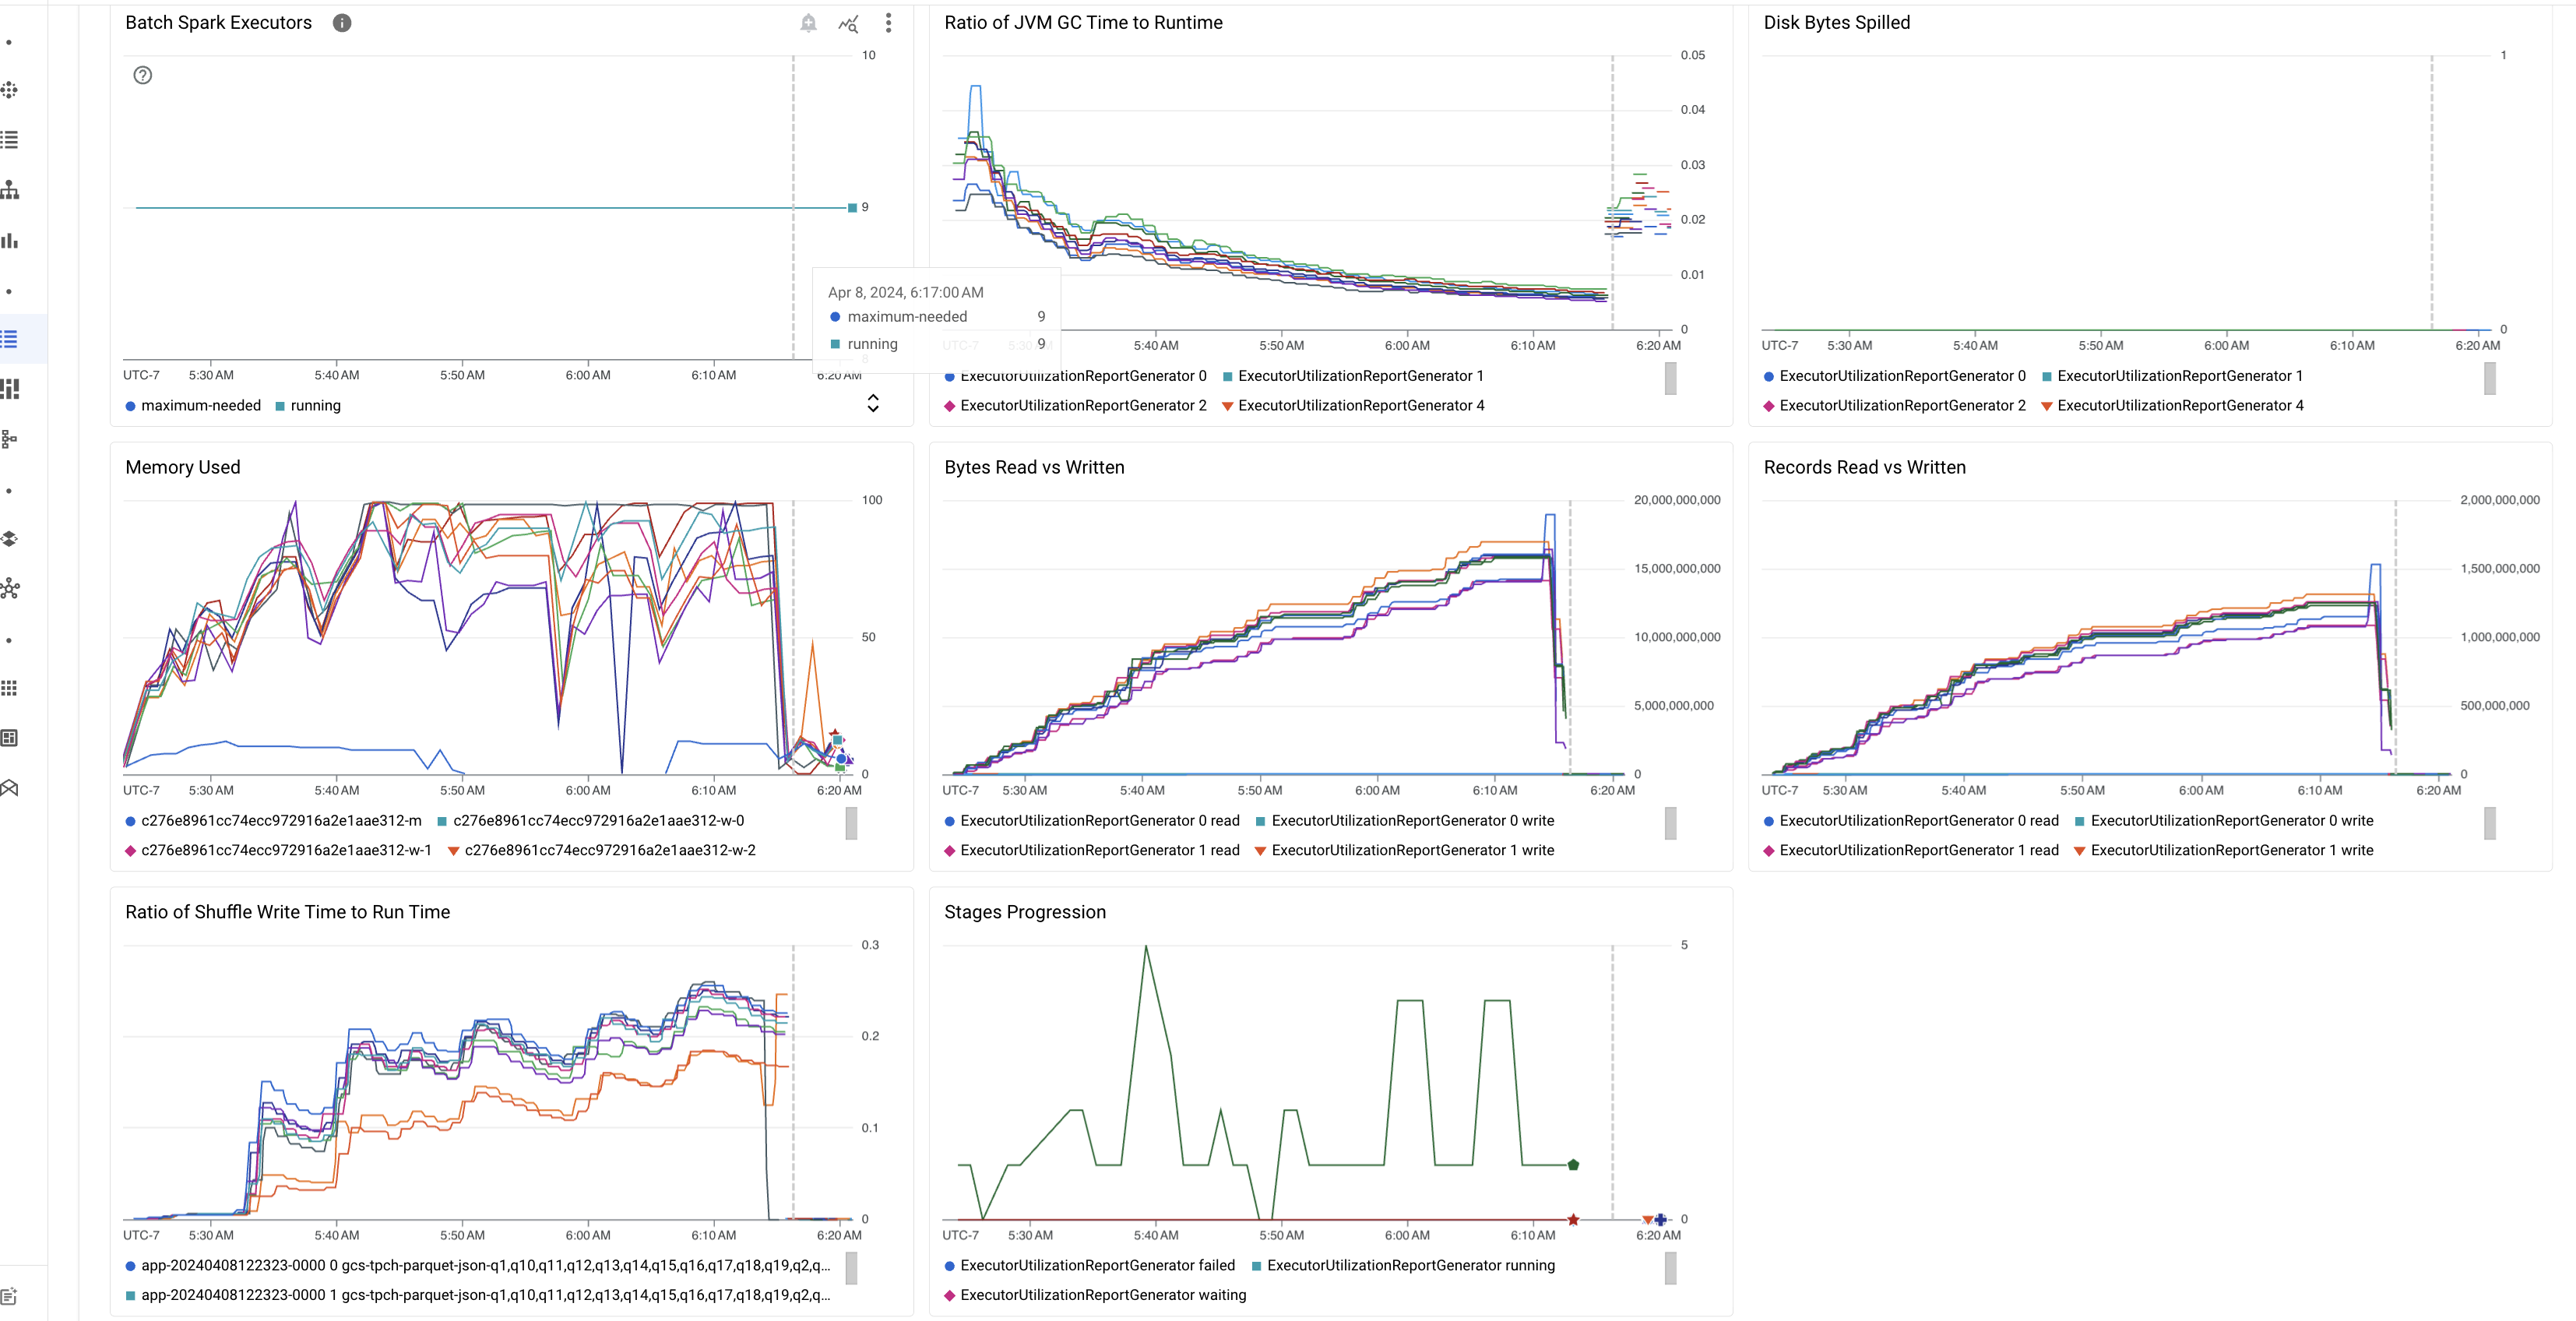 Batch Spark Executors
10
9
8
UTC-7 5:30 AM 5:40 AM 5:50 AM 6:00 AM 6:10 AM 6:20 AM
maximum-needed running
Apr 8, 2024, 6:17:00 AM
maximum-needed 9
running 9
Ratio of JVM GC Time to Runtime
0.05
0.04
0.03
0.02
0.01
0
UTC-7 5:30 AM 5:40 AM 5:50 AM 6:00 AM 6:10 AM 6:20 AM
ExecutorUtilizationReportGenerator 0 ExecutorUtilizationReportGenerator 1
ExecutorUtilizationReportGenerator 2 ExecutorUtilizationReportGenerator 4
Disk Bytes Spilled
1
0
UTC-7 5:30 AM 5:40 AM 5:50 AM 6:00 AM 6:10 AM 6:20 AM
ExecutorUtilizationReportGenerator 0 ExecutorUtilizationReportGenerator 1
ExecutorUtilizationReportGenerator 2 ExecutorUtilizationReportGenerator 4
Memory Used
100
50
0
UTC-7 5:30 AM 5:40 AM 5:50 AM 6:00 AM 6:10 AM 6:20 AM
c276e8961cc74ecc972916a2e1aae312-m c276e8961cc74ecc972916a2e1aae312-w-0
c276e8961cc74ecc972916a2e1aae312-w-1 c276e8961cc74ecc972916a2e1aae312-w-2
Bytes Read vs Written
20,000,000,000
15,000,000,000
10,000,000,000
5,000,000,000
0
UTC-7 5:30 AM 5:40 AM 5:50 AM 6:00 AM 6:10 AM 6:20 AM
ExecutorUtilizationReportGenerator 0 read ExecutorUtilizationReportGenerator 0 write
ExecutorUtilizationReportGenerator 1 read ExecutorUtilizationReportGenerator 1 write
Records Read vs Written
2,000,000,000
1,500,000,000
1,000,000,000
500,000,000
0
UTC-7 5:30 AM 5:40 AM 5:50 AM 6:00 AM 6:10 AM 6:20 AM
ExecutorUtilizationReportGenerator 0 read ExecutorUtilizationReportGenerator 0 write
ExecutorUtilizationReportGenerator 1 read ExecutorUtilizationReportGenerator 1 write
Ratio of Shuffle Write Time to Run Time
0.3
0.2
0.1
0
UTC-7 5:30 AM 5:40 AM 5:50 AM 6:00 AM 6:10 AM 6:20 AM
app-20240408122323-0000 0 gcs-tpch-parquet-json-q1,q10,q11,q12,q13,q14,q15,q16,q17,q18,q19,q2,q...
app-20240408122323-0000 1 gcs-tpch-parquet-json-q1,q10,q11,q12,q13,q14,q15,q16,q17,q18,q19,q2,q...
Stages Progression
5
0
UTC-7 5:30 AM 5:40 AM 5:50 AM 6:00 AM 6:10 AM 6:20 AM
ExecutorUtilizationReportGenerator failed ExecutorUtilizationReportGenerator running
ExecutorUtilizationReportGenerator waiting